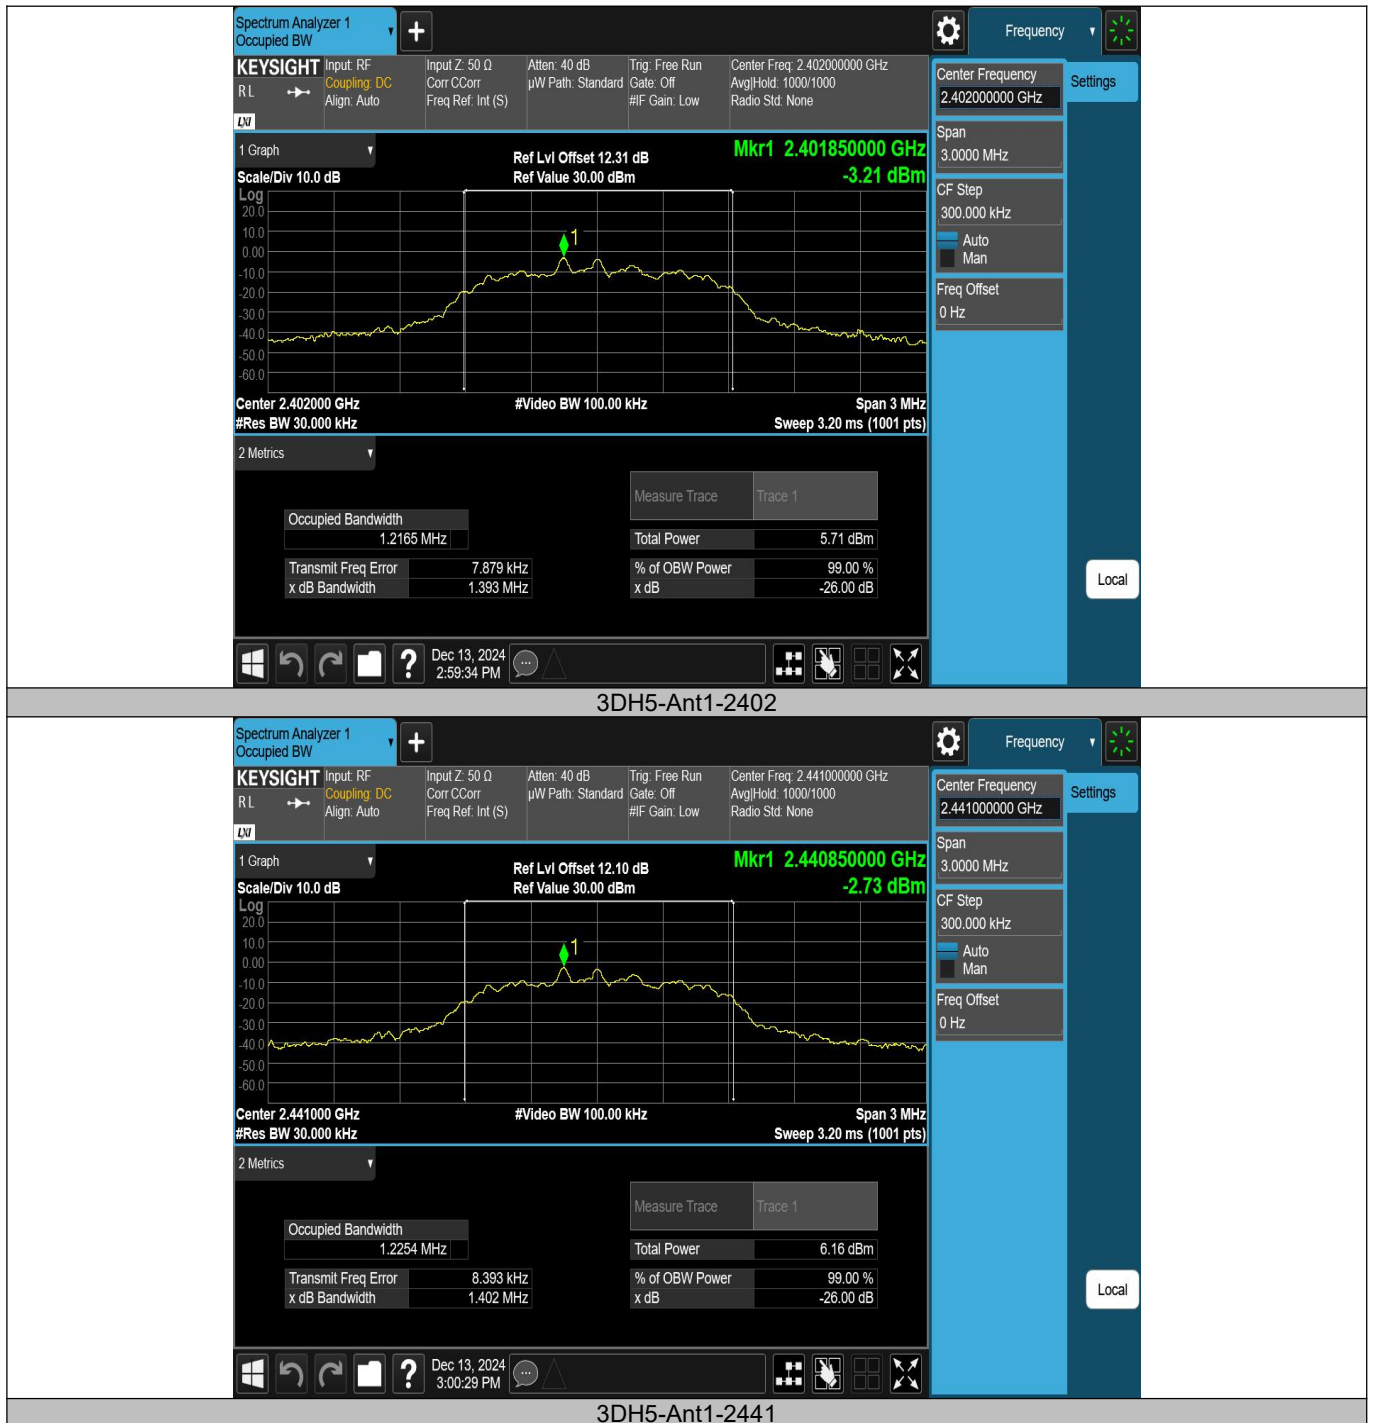 Spectrum Analyzer 1
Occupied BW
+
Frequency
KEYSIGHT
R L
LXI
Input: RF
Coupling: DC
Align: Auto
Input Z: 50 Ω
Corr CCorr
Freq Ref: Int (S)
Atten: 40 dB
µW Path: Standard
Trig: Free Run
Gate: Off
#IF Gain: Low
Center Freq: 2.402000000 GHz
Avg|Hold: 1000/1000
Radio Std: None
Center Frequency
2.402000000 GHz
Settings
Span
3.0000 MHz
CF Step
300.000 kHz
Auto
Man
Freq Offset
0 Hz
Local
1 Graph
Scale/Div 10.0 dB
Ref Lvl Offset 12.31 dB
Ref Value 30.00 dBm
Mkr1 2.401850000 GHz
-3.21 dBm
Log
20.0
10.0
0.00
-10.0
-20.0
-30.0
-40.0
-50.0
-60.0
1
Center 2.402000 GHz
#Video BW 100.00 kHz
Span 3 MHz
#Res BW 30.000 kHz
Sweep 3.20 ms (1001 pts)
2 Metrics
Measure Trace Trace 1
Occupied Bandwidth
1.2165 MHz
Total Power 5.71 dBm
Transmit Freq Error 7.879 kHz
% of OBW Power 99.00 %
x dB Bandwidth 1.393 MHz
x dB -26.00 dB
?
Dec 13, 2024
2:59:34 PM
3DH5-Ant1-2402
Spectrum Analyzer 1
Occupied BW
+
Frequency
KEYSIGHT
R L
LXI
Input: RF
Coupling: DC
Align: Auto
Input Z: 50 Ω
Corr CCorr
Freq Ref: Int (S)
Atten: 40 dB
µW Path: Standard
Trig: Free Run
Gate: Off
#IF Gain: Low
Center Freq: 2.441000000 GHz
Avg|Hold: 1000/1000
Radio Std: None
Center Frequency
2.441000000 GHz
Settings
Span
3.0000 MHz
CF Step
300.000 kHz
Auto
Man
Freq Offset
0 Hz
Local
1 Graph
Scale/Div 10.0 dB
Ref Lvl Offset 12.10 dB
Ref Value 30.00 dBm
Mkr1 2.440850000 GHz
-2.73 dBm
Log
20.0
10.0
0.00
-10.0
-20.0
-30.0
-40.0
-50.0
-60.0
1
Center 2.441000 GHz
#Video BW 100.00 kHz
Span 3 MHz
#Res BW 30.000 kHz
Sweep 3.20 ms (1001 pts)
2 Metrics
Measure Trace Trace 1
Occupied Bandwidth
1.2254 MHz
Total Power 6.16 dBm
Transmit Freq Error 8.393 kHz
% of OBW Power 99.00 %
x dB Bandwidth 1.402 MHz
x dB -26.00 dB
?
Dec 13, 2024
3:00:29 PM
3DH5-Ant1-2441